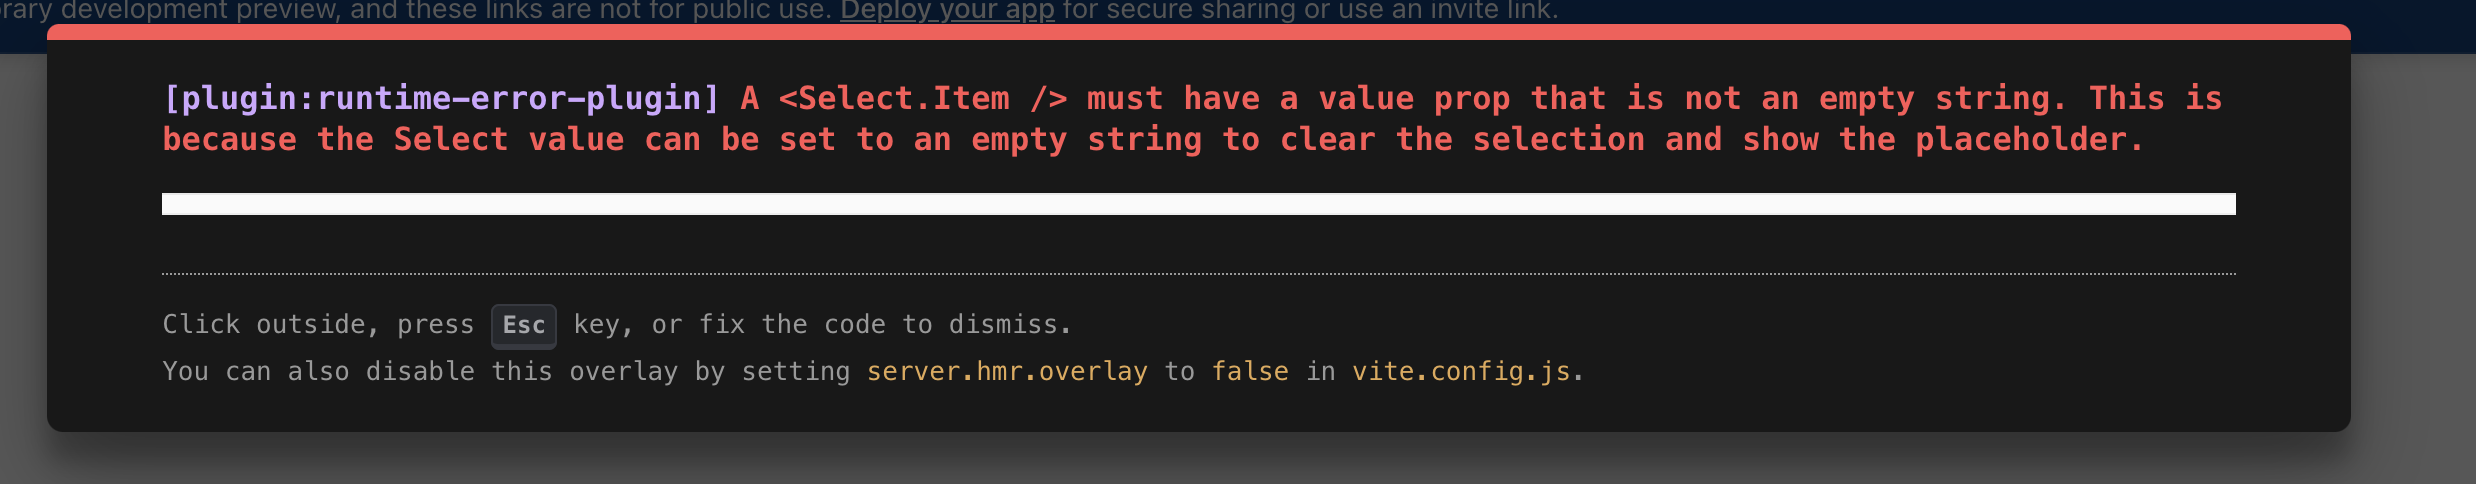 development preview, and these links are not for public use. Deploy your app for secure sharing or use an invite link.
[plugin:runtime-error-plugin] A <Select.Item /> must have a value prop that is not an empty string. This is
because the Select value can be set to an empty string to clear the selection and show the placeholder.
Click outside, press Esc key, or fix the code to dismiss.
You can also disable this overlay by setting server.hmr.overlay to false in vite.config.js.